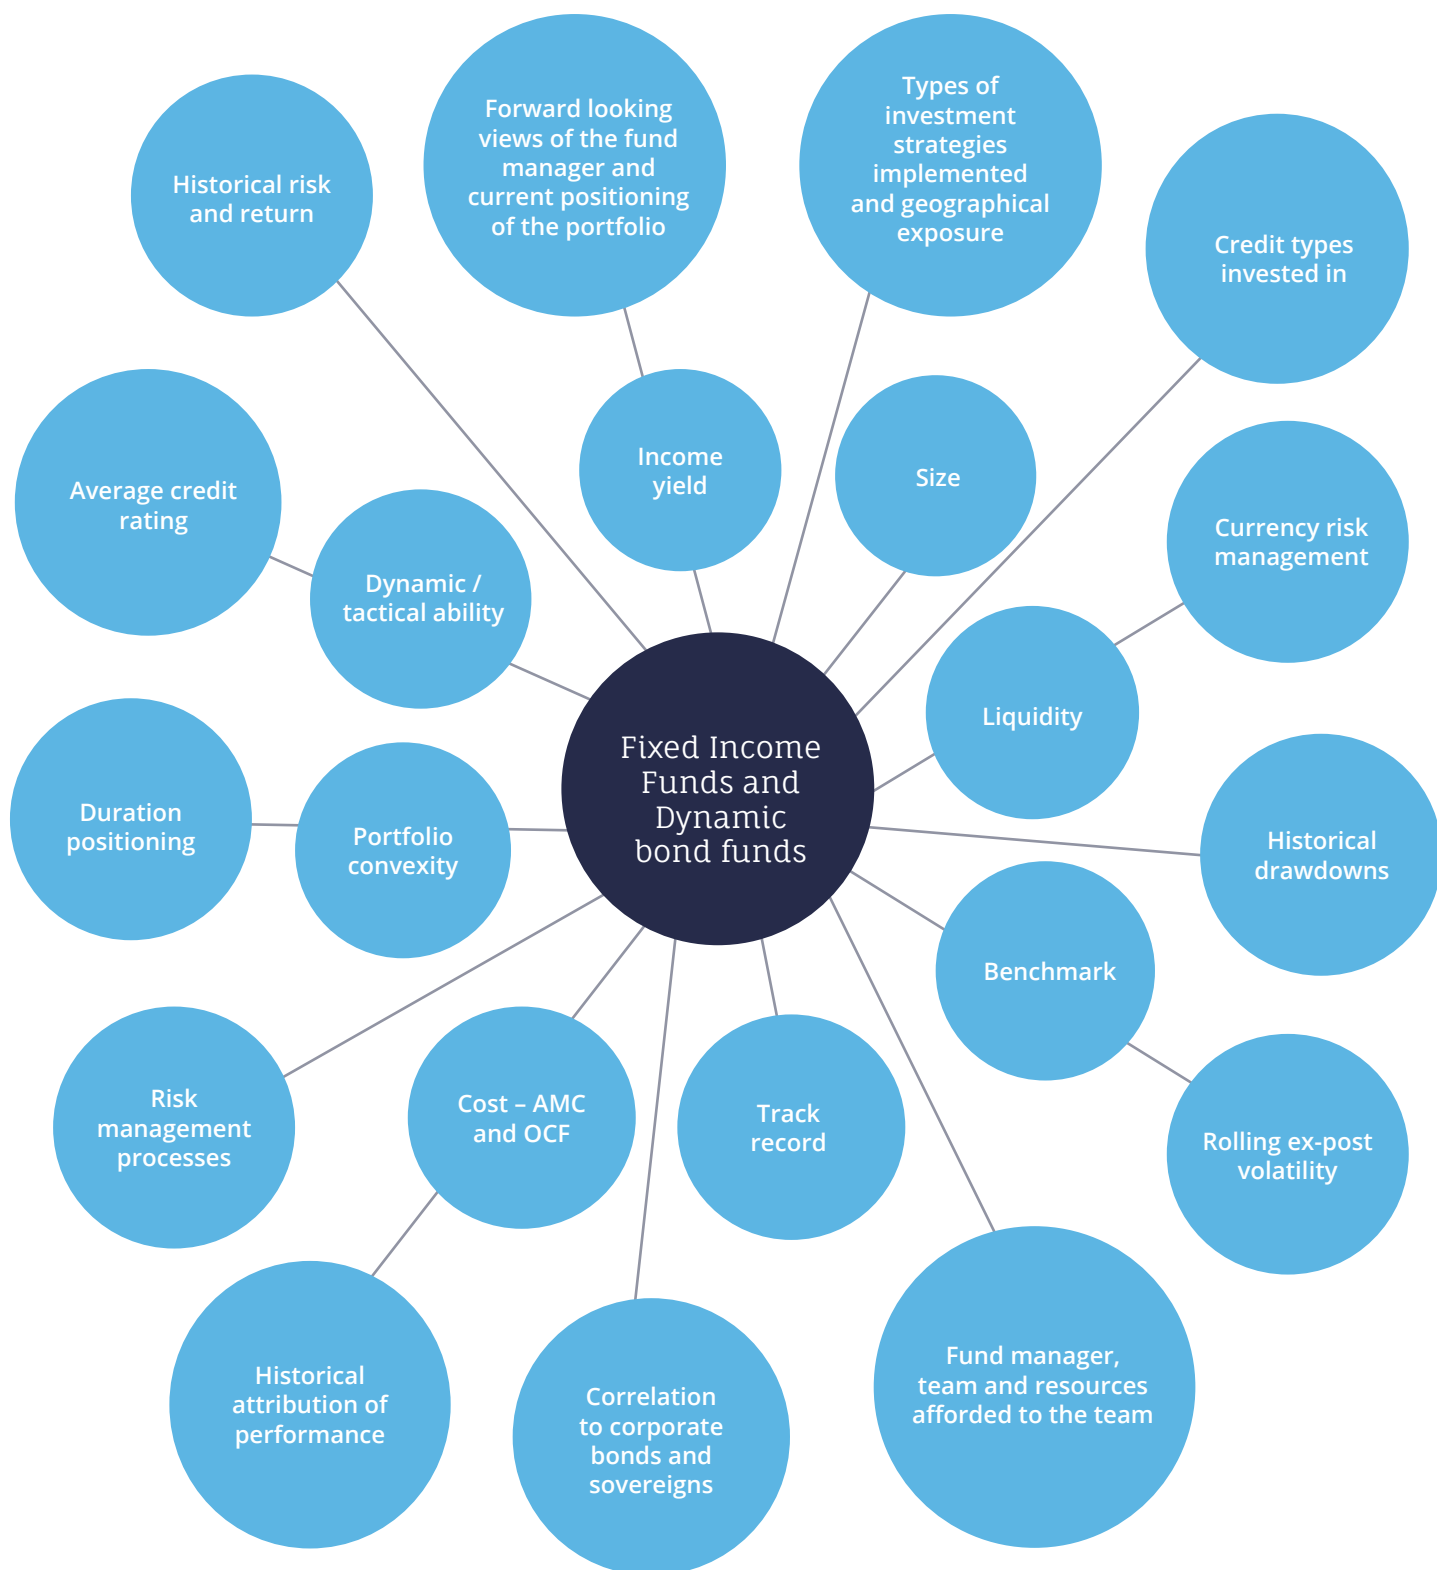 Types of
investment
strategies
implemented
and geographical
exposure
Forward looking
views of the fund
manager and
current positioning
of the portfolio
Historical risk
and return
Credit types
invested in
Income
yield
Size
Average credit
rating
Currency risk
management
Dynamic /
tactical ability
Liquidity
Fixed Income
Funds and
Dynamic
bond funds
Duration
positioning
Portfolio
convexity
Historical
drawdowns
Benchmark
Risk
management
processes
Cost – AMC
and OCF
Track
record
Rolling ex-post
volatility
Historical
attribution of
performance
Correlation
to corporate
bonds and
sovereigns
Fund manager,
team and resources
afforded to the team